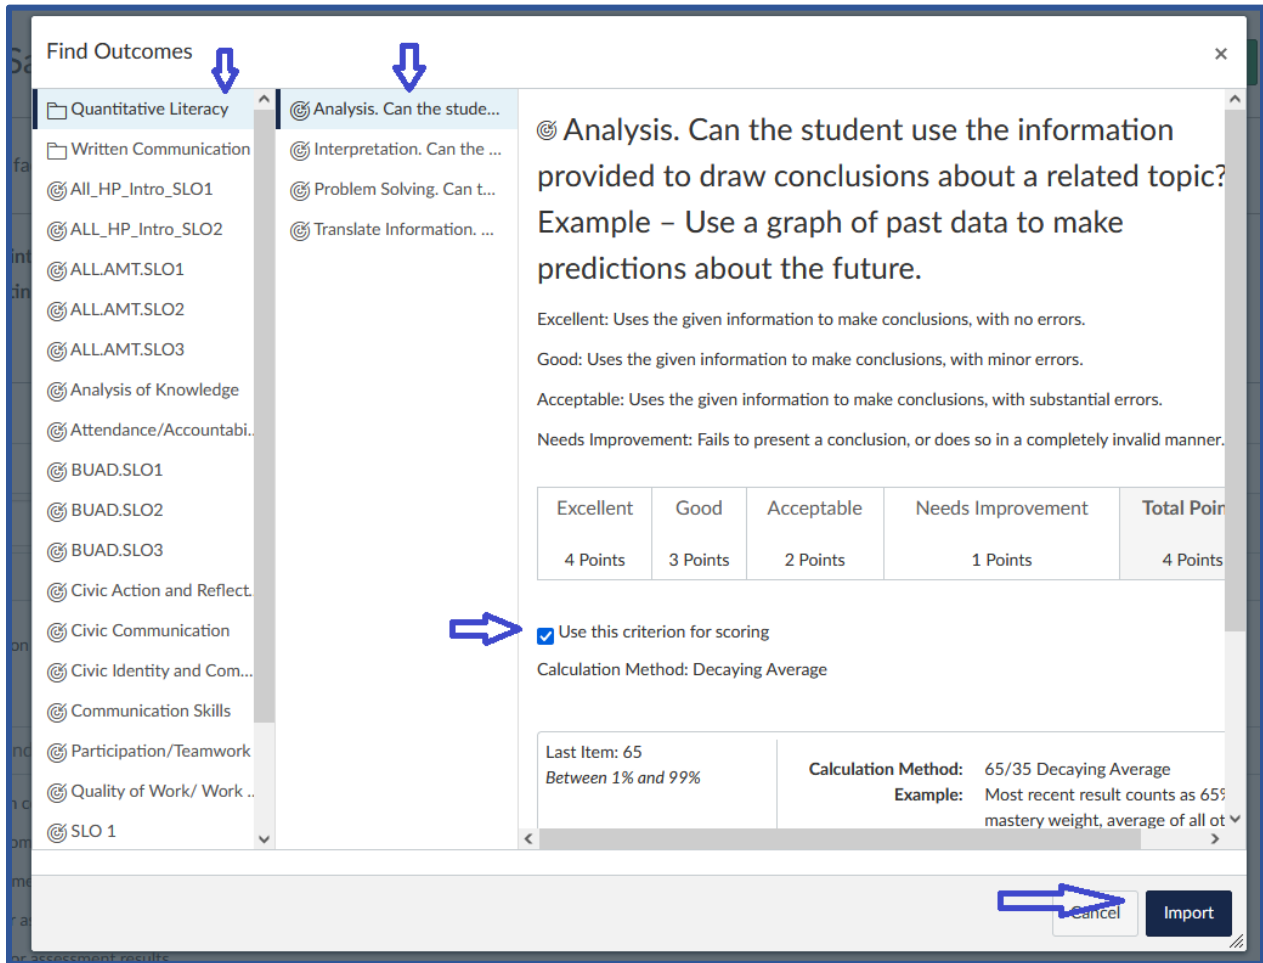 Find Outcomes
×
Quantitative Literacy
Written Communication
All_HP_Intro_SLO1
ALL_HP_Intro_SLO2
ALL.AMT.SLO1
ALL.AMT.SLO2
ALL.AMT.SLO3
Analysis of Knowledge
Attendance/Accountabi..
BUAD.SLO1
BUAD.SLO2
BUAD.SLO3
Civic Action and Reflect.
Civic Communication
Civic Identity and Com...
Communication Skills
Participation/Teamwork
Quality of Work/ Work ..
SLO 1
Analysis. Can the stude...
Interpretation. Can the ...
Problem Solving. Can t...
Translate Information. ...
Analysis. Can the student use the information
provided to draw conclusions about a related topic?
Example – Use a graph of past data to make
predictions about the future.
Excellent: Uses the given information to make conclusions, with no errors.
Good: Uses the given information to make conclusions, with minor errors.
Acceptable: Uses the given information to make conclusions, with substantial errors.
Needs Improvement: Fails to present a conclusion, or does so in a completely invalid manner.
Excellent Good Acceptable Needs Improvement Total Poin
4 Points 3 Points 2 Points 1 Points 4 Points
Use this criterion for scoring
Calculation Method: Decaying Average
Last Item: 65
Between 1% and 99%
Calculation Method: 65/35 Decaying Average
Example: Most recent result counts as 65%
mastery weight, average of all ot
Cancel
Import
or assessment results